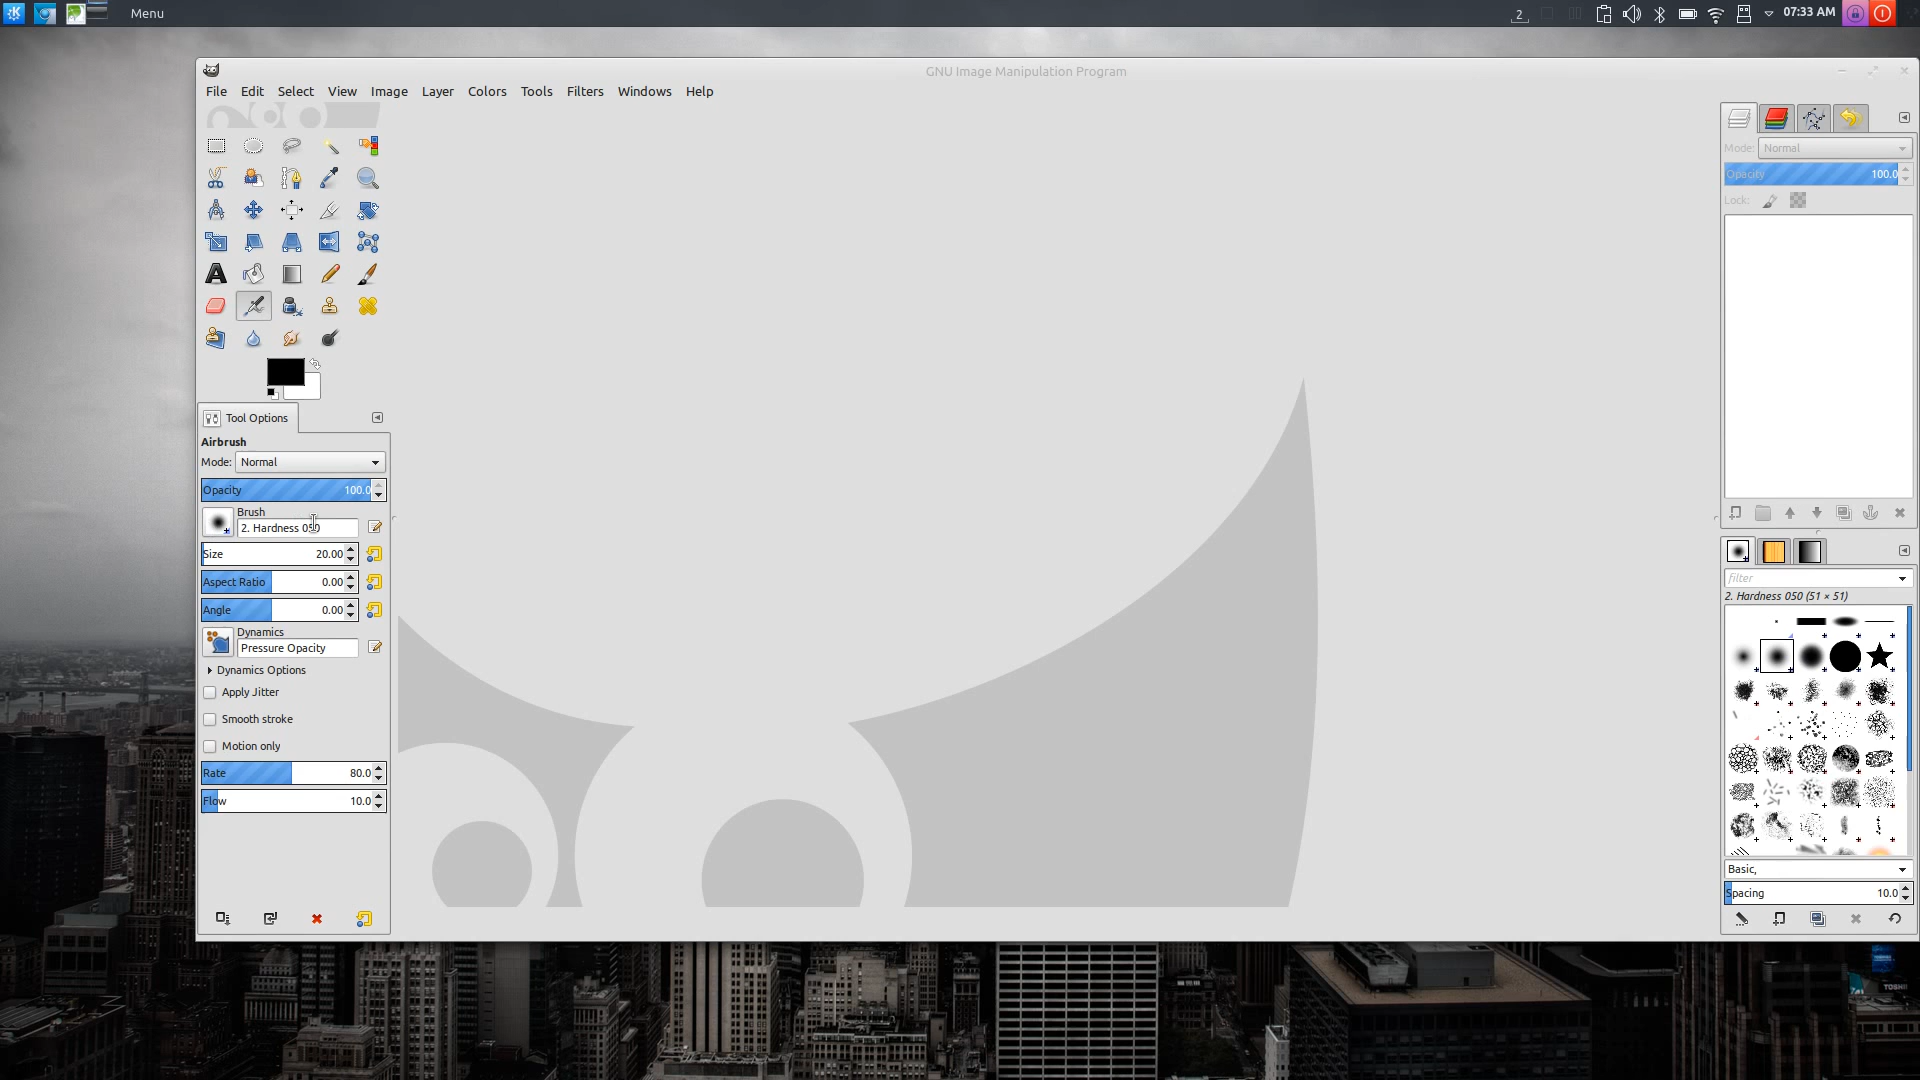 Menu
2
07:33 AM
GNU Image Manipulation Program
File Edit Select View Image Layer Colors Tools Filters Windows Help
Tool Options
Airbrush
Mode: Normal
Opacity 100.0
Brush
2. Hardness 050
Size 20.00
Aspect Ratio 0.00
Angle 0.00
Dynamics
Pressure Opacity
Dynamics Options
Apply Jitter
Smooth stroke
Motion only
Rate 80.0
Flow 10.0
Mode: Normal
Opacity 100.0
Lock:
filter
2. Hardness 050 (51 × 51)
Basic,
Spacing 10.0
TOSHI